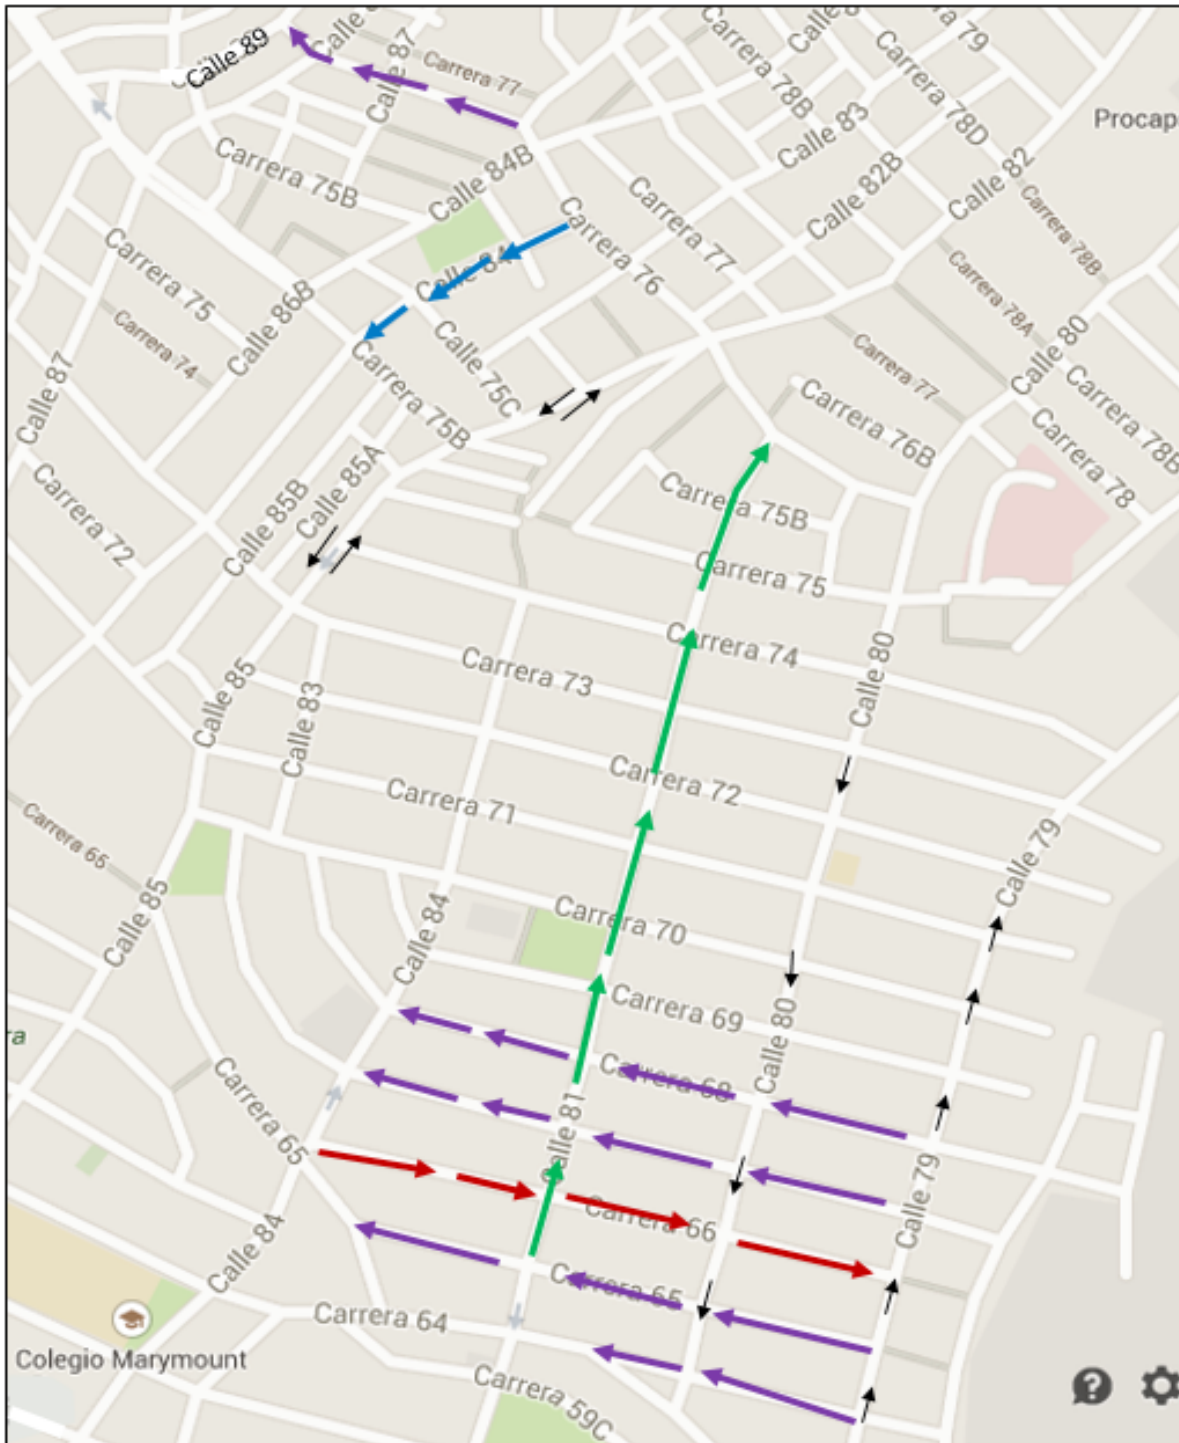 Calle 89
Calle 87
Carrera 77
Carrera 78B
Calle 83
Carrera 78D
79
Procap
Carrera 75B
Calle 84B
Carrera 76
Carrera 77
Calle 82B
Calle 82
Carrera 78B
Carrera 75
Calle 84
Carrera 78A
Carrera 74
Calle 86B
Calle 75C
Carrera 75B
Carrera 77
Calle 80
Calle 87
Carrera 76B
Carrera 78
Carrera 78B
Carrera 72
Calle 85B
Calle 85A
Carrera 75B
Carrera 75
Carrera 74
Carrera 73
Calle 80
Calle 85
Calle 83
Carrera 72
Carrera 71
Carrera 65
Calle 79
Calle 85
Calle 84
Carrera 70
Carrera 69
Calle 80
ra
Carrera 68
Carrera 65
Calle 81
Calle 79
Carrera 66
Calle 84
Carrera 65
Carrera 64
Colegio Marymount
Carrera 59C
?